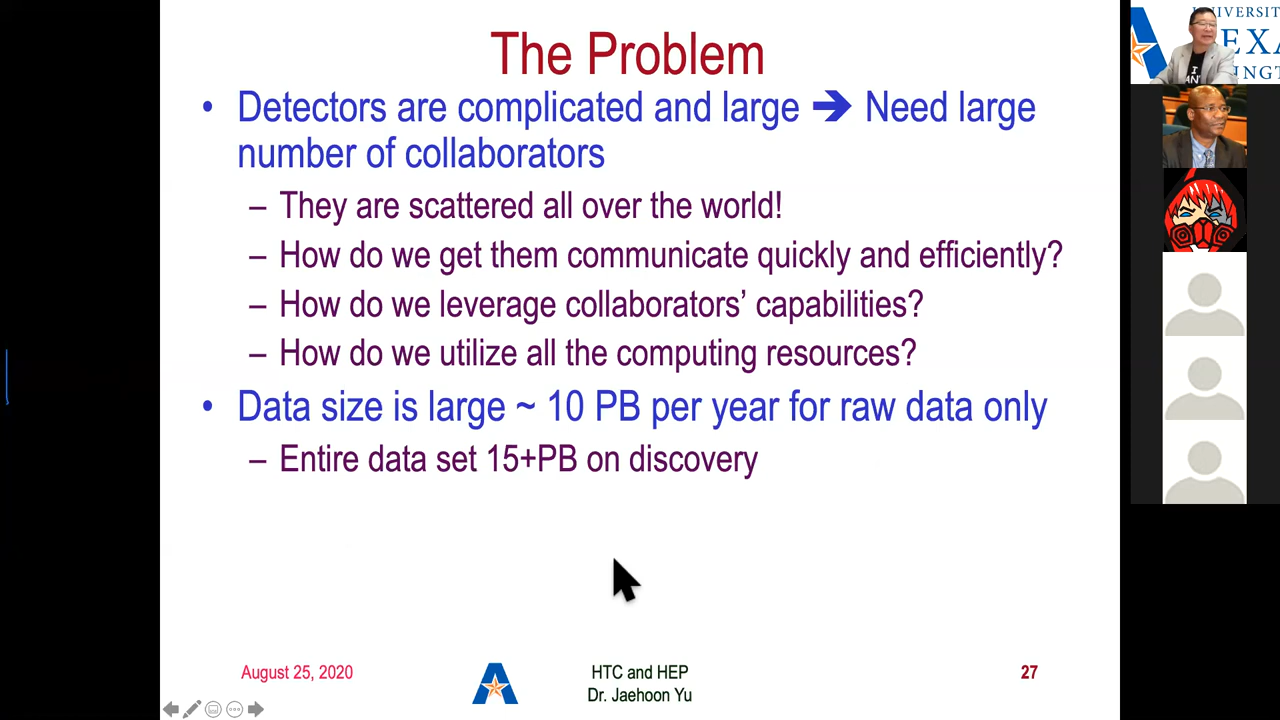 The Problem
• Detectors are complicated and large ➔ Need large
number of collaborators
– They are scattered all over the world!
– How do we get them communicate quickly and efficiently?
– How do we leverage collaborators’ capabilities?
– How do we utilize all the computing resources?
• Data size is large ~ 10 PB per year for raw data only
– Entire data set 15+PB on discovery
August 25, 2020
HTC and HEP
Dr. Jaehoon Yu
27